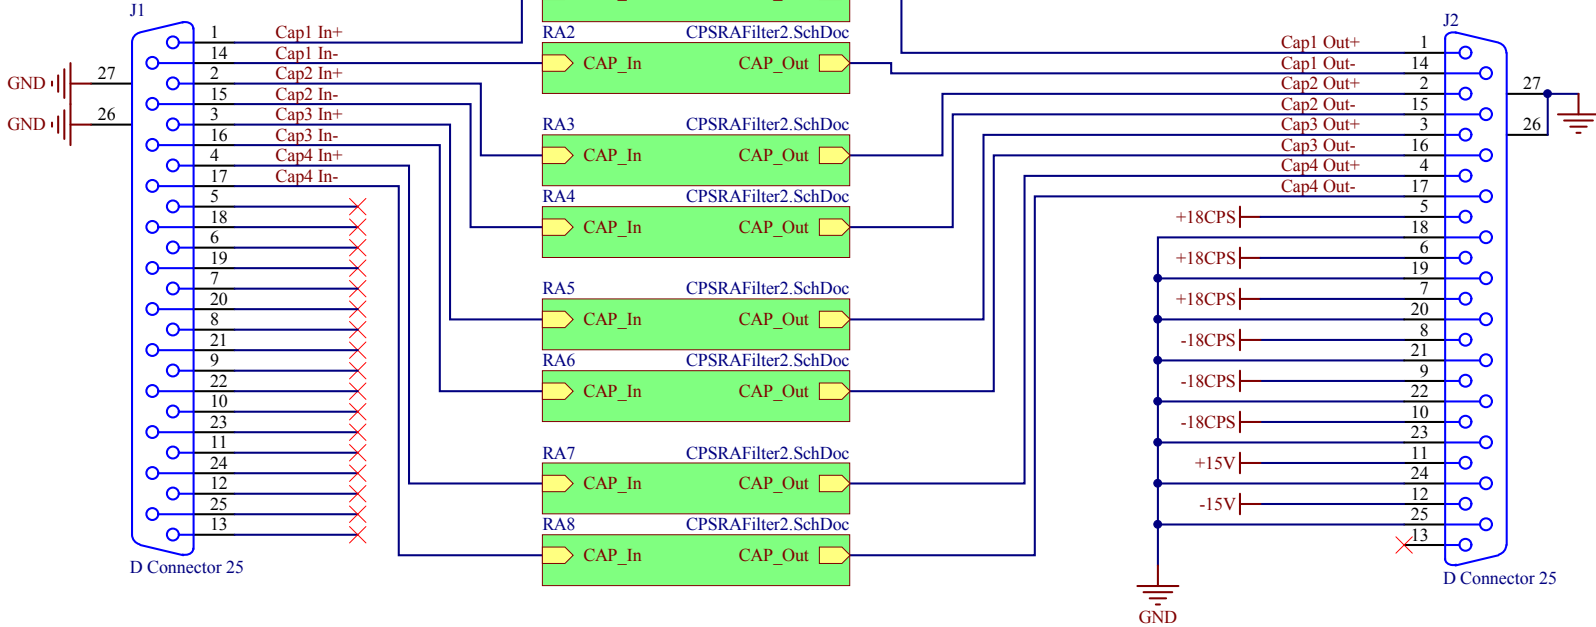 J1
1 Cap1 In+
14 Cap1 In-
2 Cap2 In+
15 Cap2 In-
3 Cap3 In+
16 Cap3 In-
4 Cap4 In+
17 Cap4 In-
5
18
6
19
7
20
8
21
9
22
10
23
11
24
12
25
13
GND 27
GND 26
D Connector 25
RA2 CPSRAFilter2.SchDoc
CAP_In CAP_Out
RA3 CPSRAFilter2.SchDoc
CAP_In CAP_Out
RA4 CPSRAFilter2.SchDoc
CAP_In CAP_Out
RA5 CPSRAFilter2.SchDoc
CAP_In CAP_Out
RA6 CPSRAFilter2.SchDoc
CAP_In CAP_Out
RA7 CPSRAFilter2.SchDoc
CAP_In CAP_Out
RA8 CPSRAFilter2.SchDoc
CAP_In CAP_Out
J2
Cap1 Out+ 1
Cap1 Out- 14
Cap2 Out+ 2
Cap2 Out- 15
Cap3 Out+ 3
Cap3 Out- 16
Cap4 Out+ 4
Cap4 Out- 17
+18CPS 5
18
+18CPS 6
19
+18CPS 7
20
-18CPS 8
21
-18CPS 9
22
-18CPS 10
23
+15V 11
24
-15V 12
25
13
27
26
D Connector 25
GND